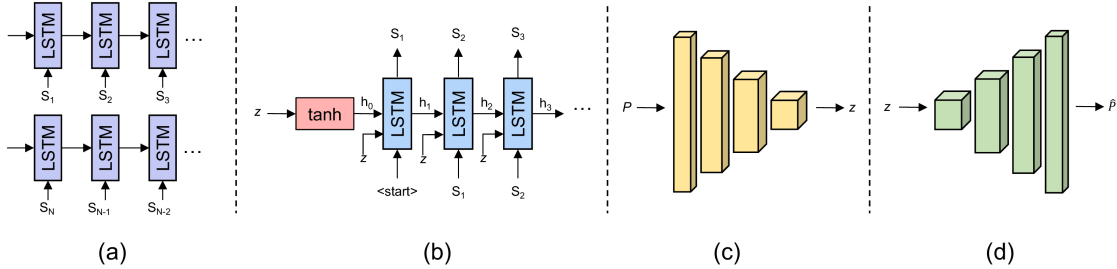 LSTM LSTM LSTM ...
S1 S2 S3
LSTM LSTM LSTM ...
SN SN-1 SN-2
(a)
S1 S2 S3
z tanh h0 LSTM h1 LSTM h2 LSTM h3 ...
z z z
<start> S1 S2
(b)
P z
(c)
z P̂
(d)